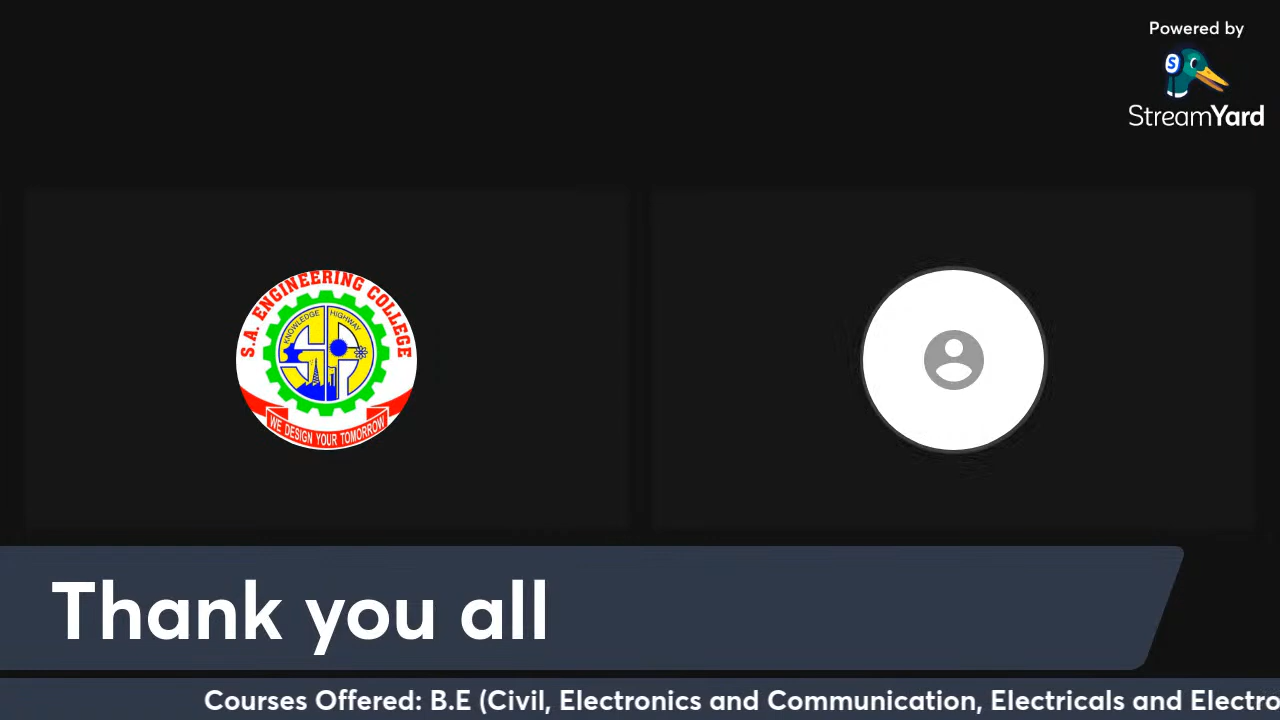 Powered by
S
StreamYard
S.A. ENGINEERING COLLEGE
KNOWLEDGE HIGHWAY
WE DESIGN YOUR TOMORROW
Thank you all
Courses Offered: B.E (Civil, Electronics and Communication, Electricals and Electro